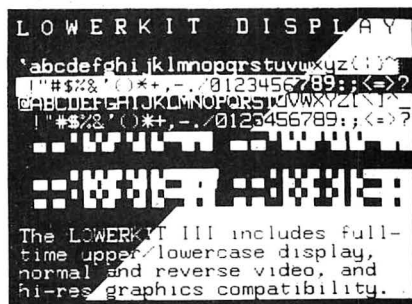 LOWERKIT DISPLAY
`abcdefghijklmnopqrstuvwxyz{|}~
!"#$%&'()*+,-./0123456789:;<=>?
@ABCDEFGHIJKLMNOPQRSTUVWXYZ[\]^_
!"#$%&'()*+,-./0123456789:;<=>?
The LOWERKIT III includes full-
time upper/lowercase display,
normal and reverse video, and
hi-res graphics compatibility.